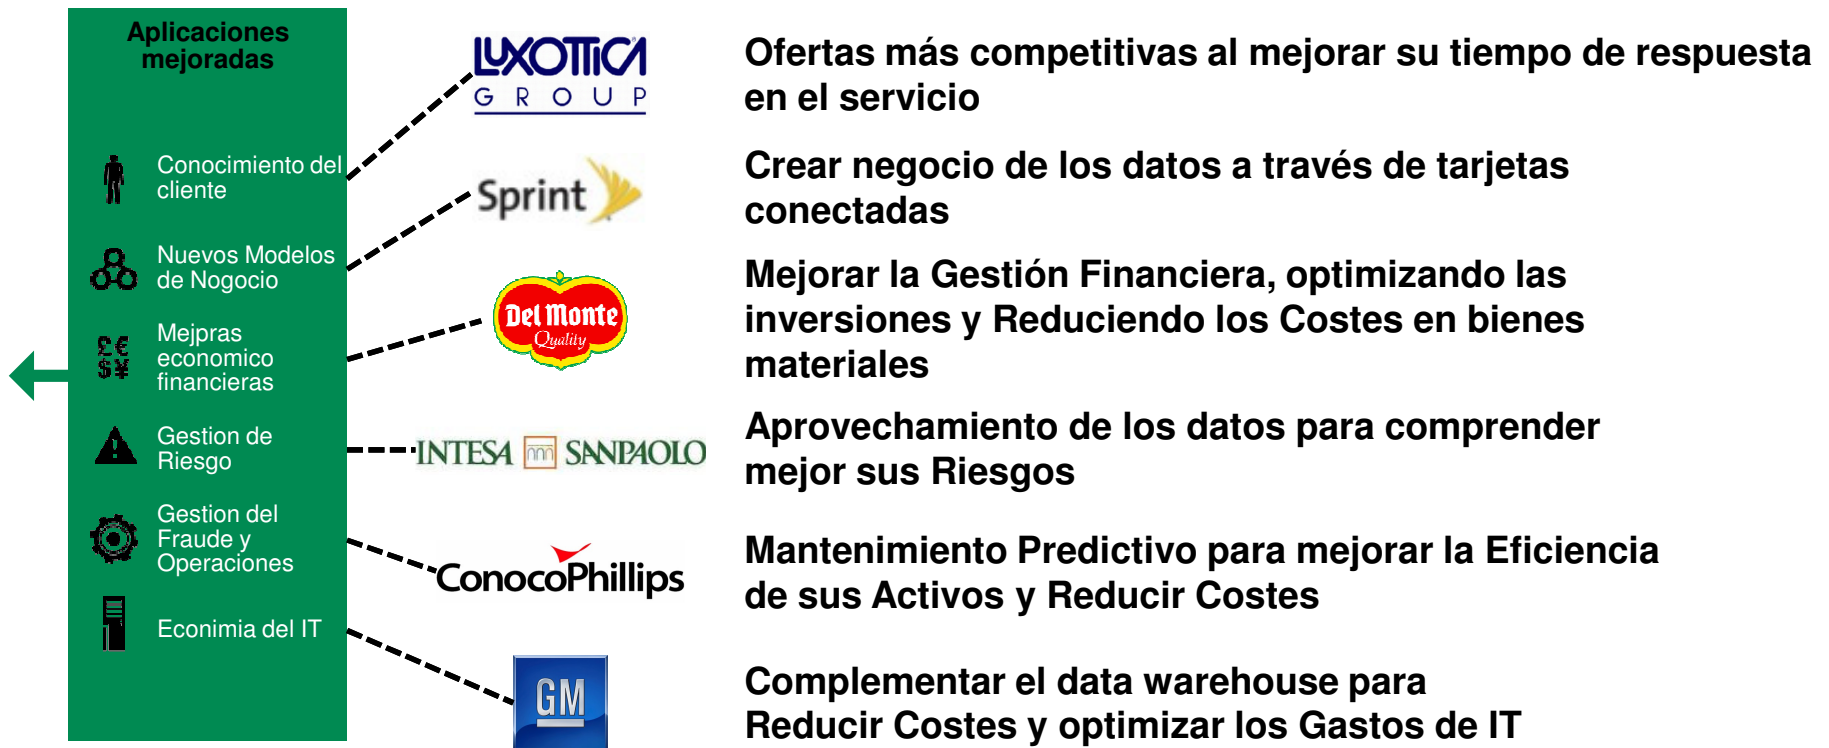 Aplicaciones
mejoradas
Conocimiento del
cliente
Nuevos Modelos
de Nogocio
£€
$¥
Mejpras
economico
financieras
Gestion de
Riesgo
Gestion del
Fraude y
Operaciones
Econimia del IT
LUXOTTICA
GROUP
Sprint
Del Monte
Quality
INTESA SANPAOLO
ConocoPhillips
GM
Ofertas más competitivas al mejorar su tiempo de respuesta
en el servicio
Crear negocio de los datos a través de tarjetas
conectadas
Mejorar la Gestión Financiera, optimizando las
inversiones y Reduciendo los Costes en bienes
materiales
Aprovechamiento de los datos para comprender
mejor sus Riesgos
Mantenimiento Predictivo para mejorar la Eficiencia
de sus Activos y Reducir Costes
Complementar el data warehouse para
Reducir Costes y optimizar los Gastos de IT